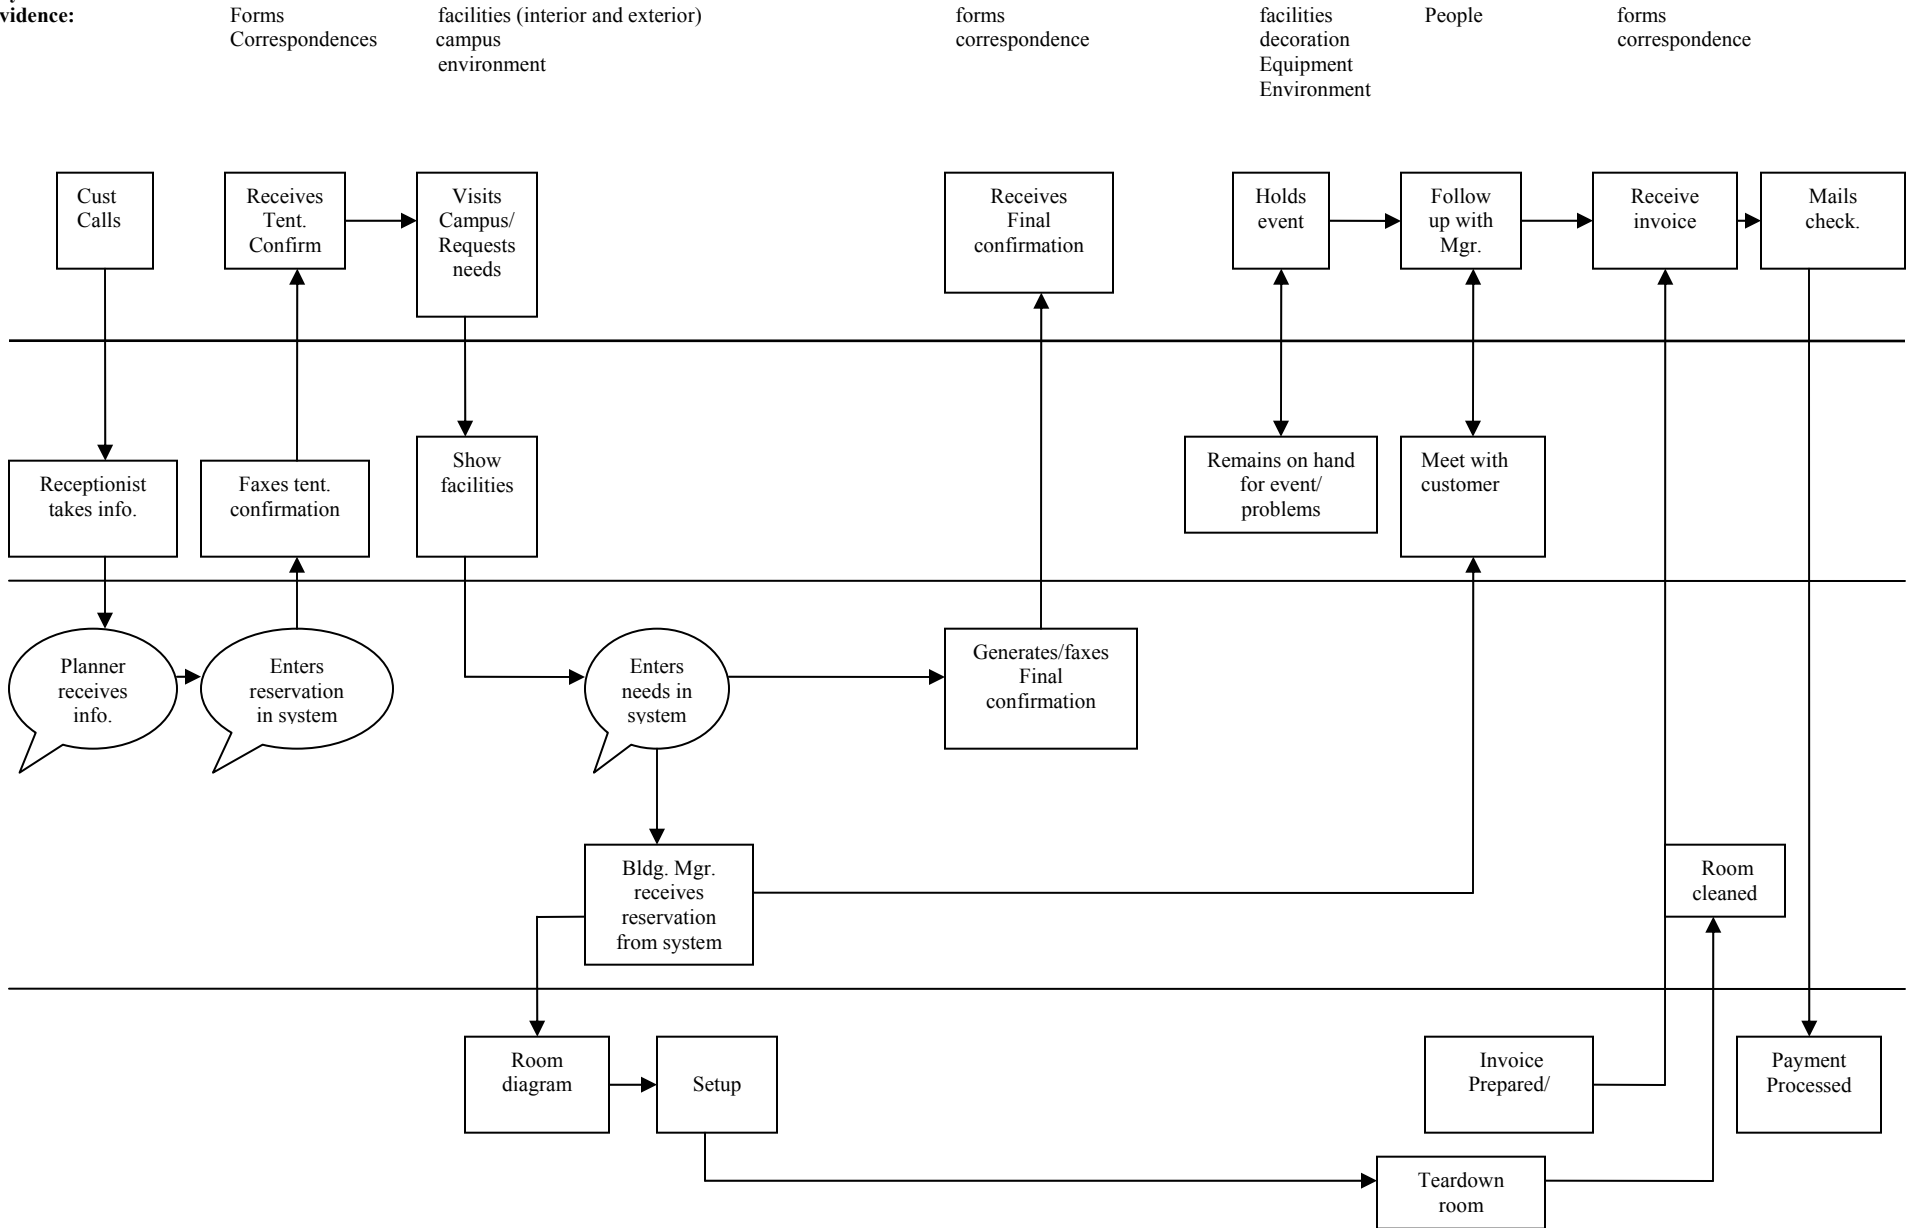 vidence:
Forms
Correspondences
facilities (interior and exterior)
campus
environment
forms
correspondence
facilities
decoration
Equipment
Environment
People
forms
correspondence
Cust
Calls
Receives
Tent.
Confirm
Visits
Campus/
Requests
needs
Receives
Final
confirmation
Holds
event
Follow
up with
Mgr.
Receive
invoice
Mails
check.
Receptionist
takes info.
Faxes tent.
confirmation
Show
facilities
Remains on hand
for event/
problems
Meet with
customer
Planner
receives
info.
Enters
reservation
in system
Enters
needs in
system
Generates/faxes
Final
confirmation
Bldg. Mgr.
receives
reservation
from system
Room
cleaned
Room
diagram
Setup
Invoice
Prepared/
Payment
Processed
Teardown
room